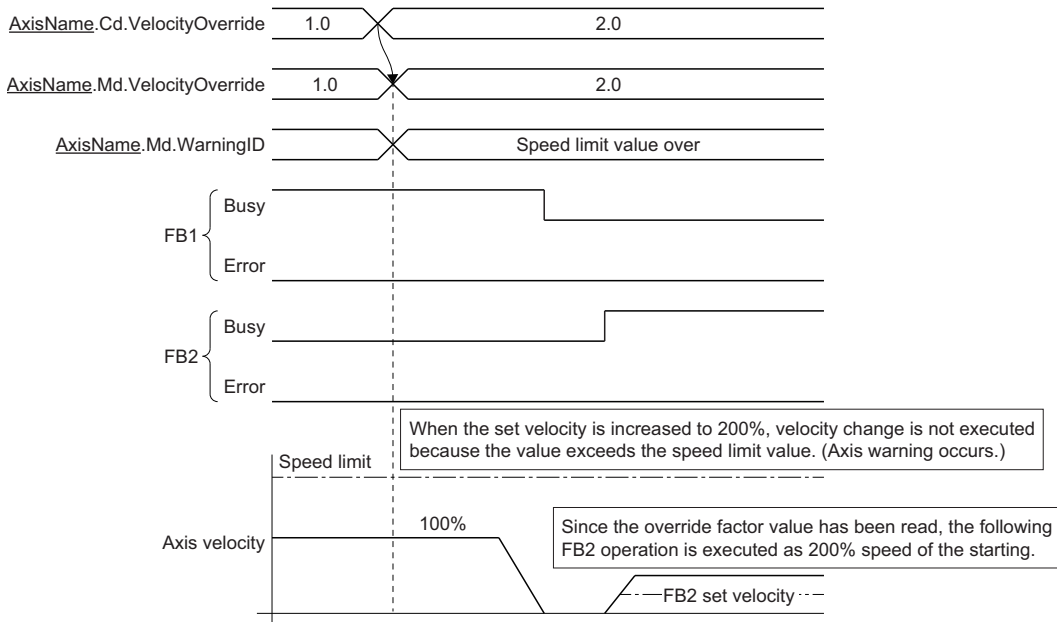 AxisName.Cd.VelocityOverride 1.0 2.0
AxisName.Md.VelocityOverride 1.0 2.0
AxisName.Md.WarningID Speed limit value over
FB1
Busy
Error
FB2
Busy
Error
When the set velocity is increased to 200%, velocity change is not executed
because the value exceeds the speed limit value. (Axis warning occurs.)
Speed limit
Axis velocity
100%
Since the override factor value has been read, the following
FB2 operation is executed as 200% speed of the starting.
FB2 set velocity